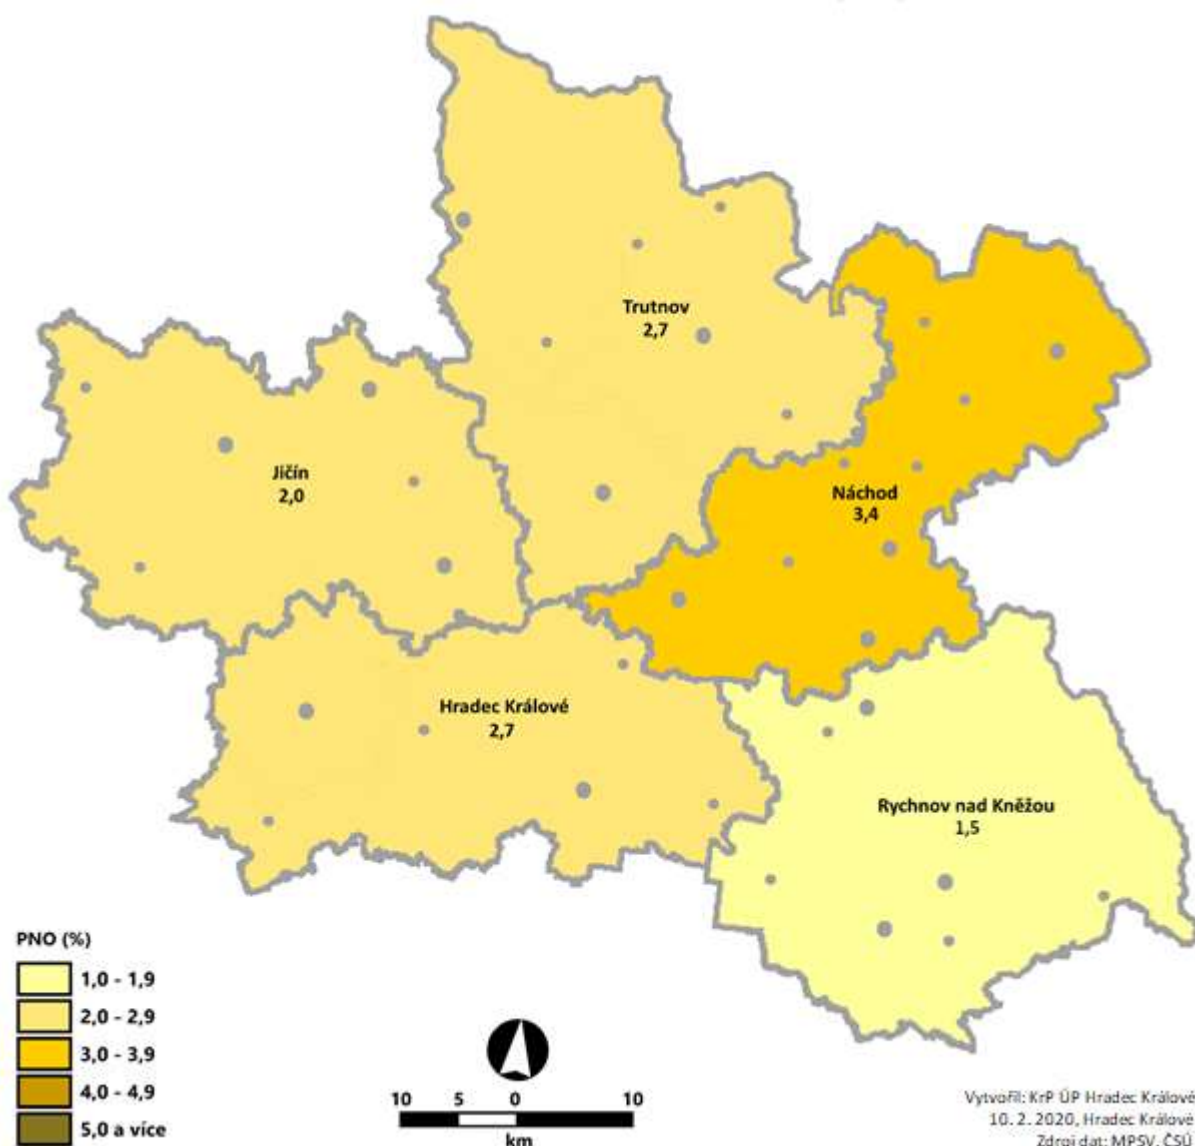 Trutnov
2,7
Jičín
2,0
Náchod
3,4
Hradec Králové
2,7
Rychnov nad Kněžou
1,5
PNO (%)
1,0 - 1,9
2,0 - 2,9
3,0 - 3,9
4,0 - 4,9
5,0 a více
10 5 0 10
km
Vytvořil: KrP ÚP Hradec Králové
10. 2. 2020, Hradec Králové
Zdroj dat: MPSV, ČSÚ